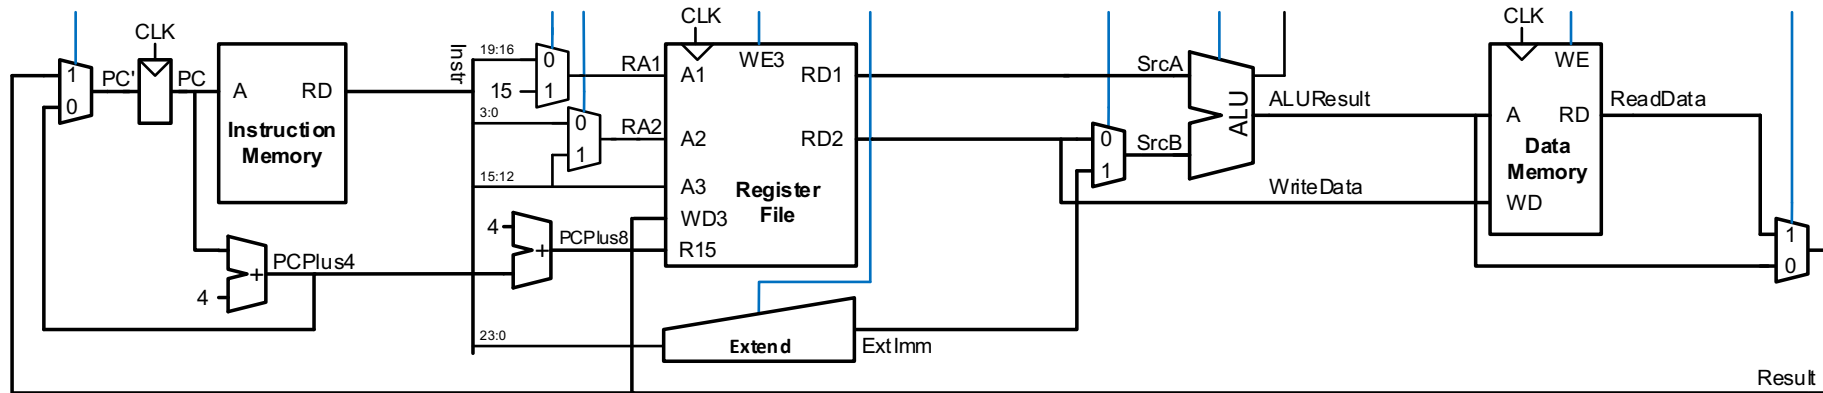 CLK
CLK
CLK
1
0
PC'
PC
A
RD
Instruction
Memory
Instr
19:16
0
15
1
RA1
3:0
0
1
RA2
15:12
WE3
A1
RD1
A2
RD2
A3
Register
File
WD3
R15
4
+
PCPlus8
PCPlus4
+
4
23:0
Extend
ExtImm
0
1
SrcA
SrcB
ALU
ALUResult
WriteData
WE
A
RD
Data
Memory
WD
ReadData
1
0
Result